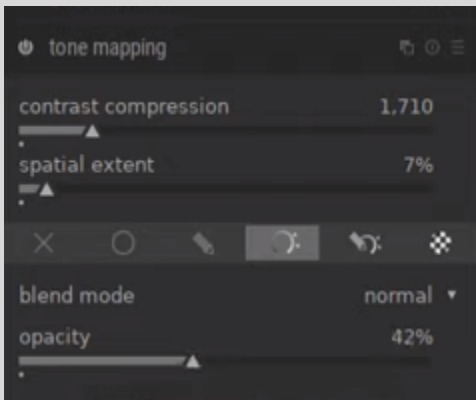 tone mapping
contrast compression 1,710
spatial extent 7%
blend mode normal
opacity 42%